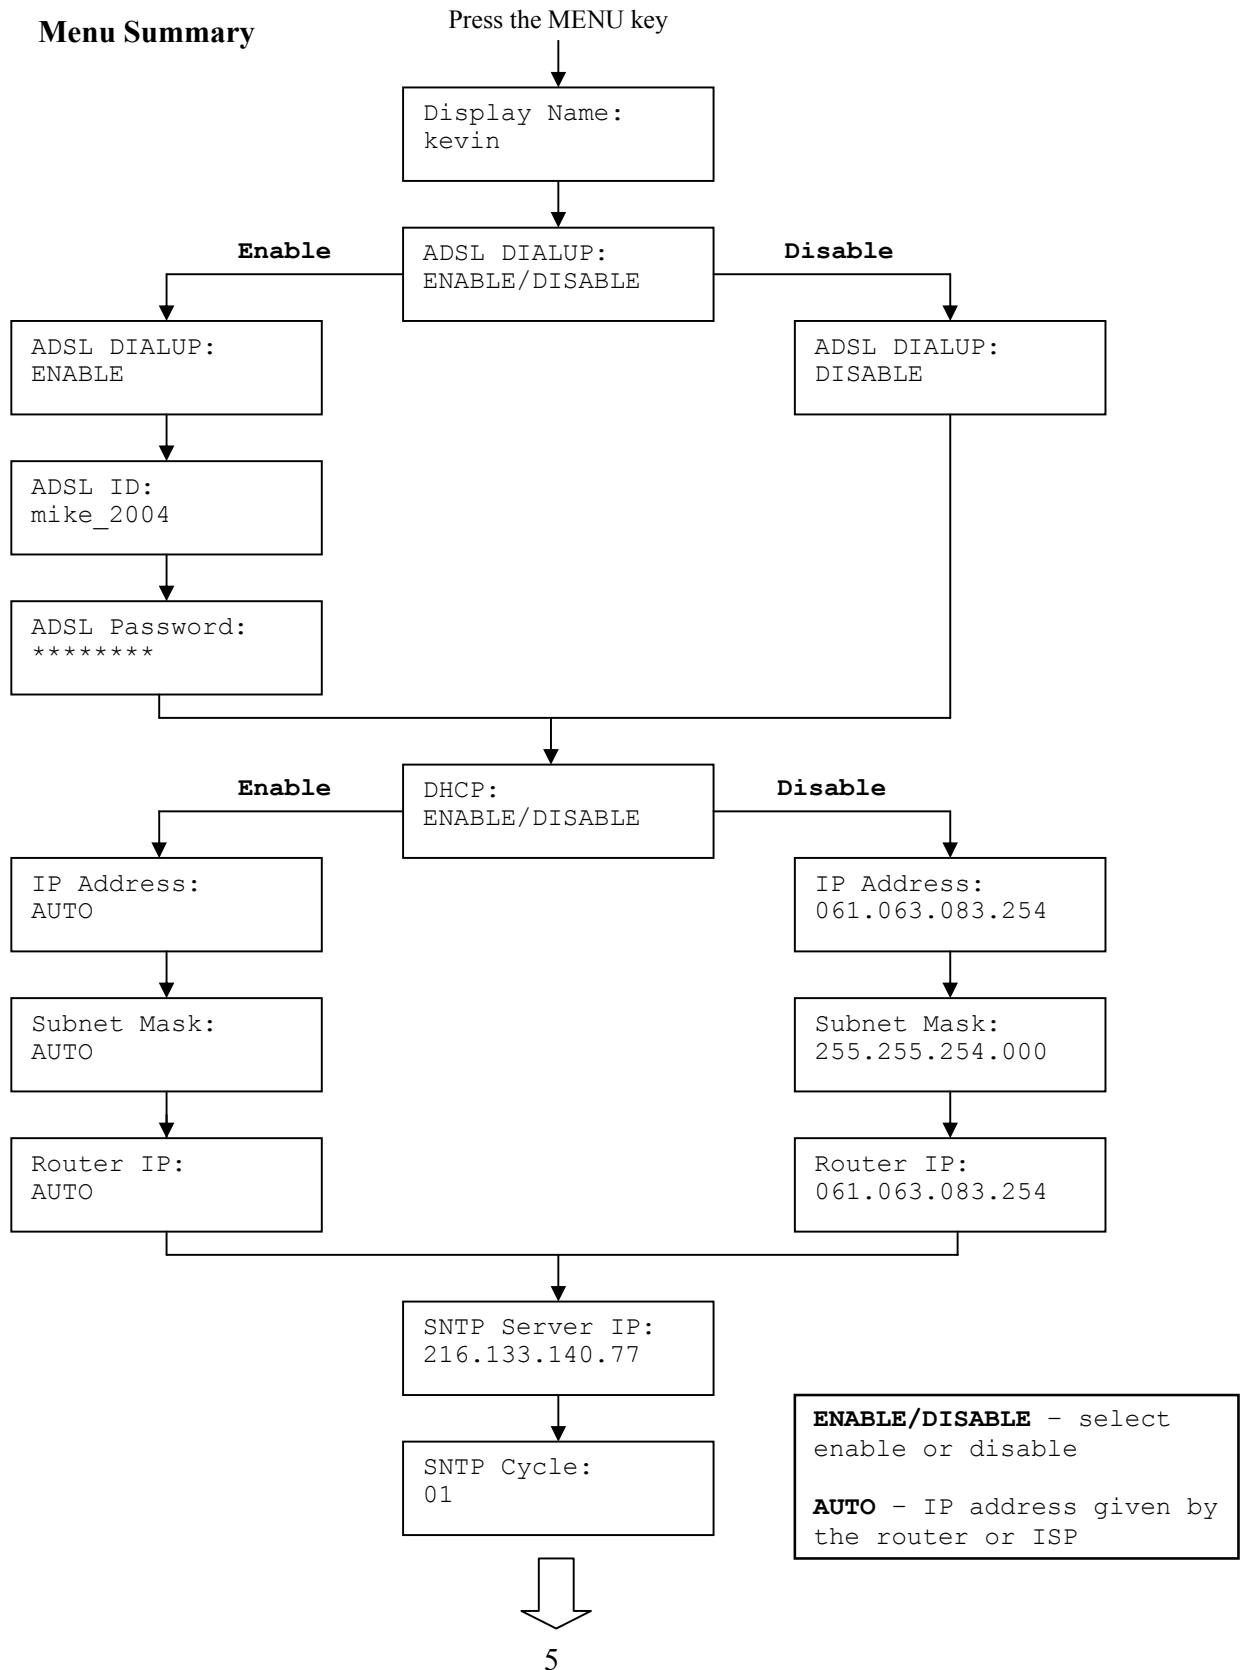 Menu Summary
Press the MENU key
Display Name:
kevin
Enable
ADSL DIALUP:
ENABLE/DISABLE
Disable
ADSL DIALUP:
ENABLE
ADSL DIALUP:
DISABLE
ADSL ID:
mike_2004
ADSL Password:
********
Enable
DHCP:
ENABLE/DISABLE
Disable
IP Address:
AUTO
IP Address:
061.063.083.254
Subnet Mask:
AUTO
Subnet Mask:
255.255.254.000
Router IP:
AUTO
Router IP:
061.063.083.254
SNTP Server IP:
216.133.140.77
SNTP Cycle:
01
ENABLE/DISABLE – select
enable or disable
AUTO – IP address given by
the router or ISP
5